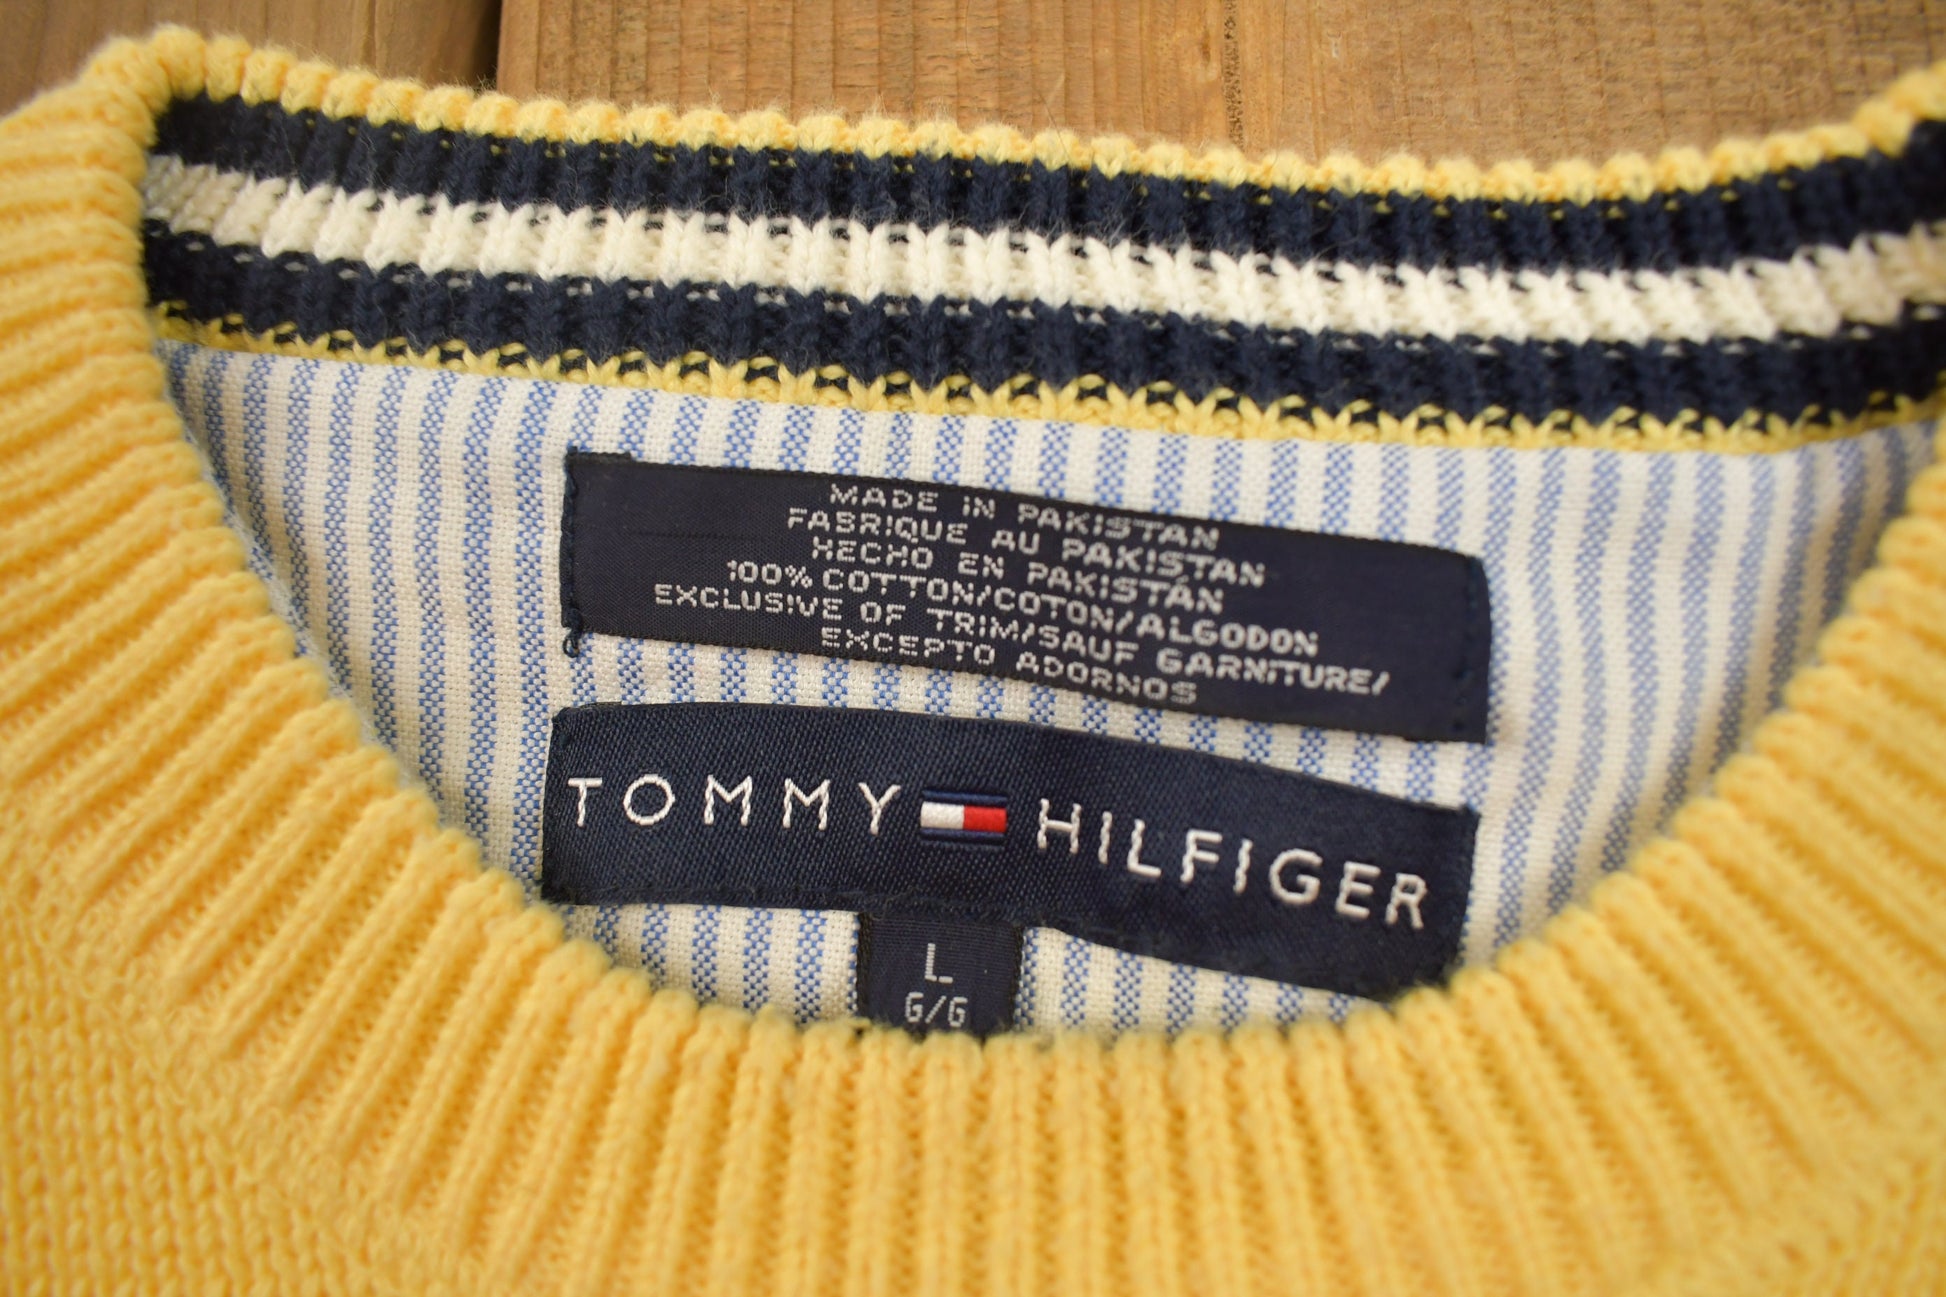 MADE IN PAKISTAN
FABRIQUE AU PAKISTAN
HECHO EN PAKISTÁN
100% COTTON/COTON/ALGODON
EXCLUSIVE OF TRIM/SAUF GARNITURE/
EXCEPTO ADORNOS
TOMMY HILFIGER
L
G/G